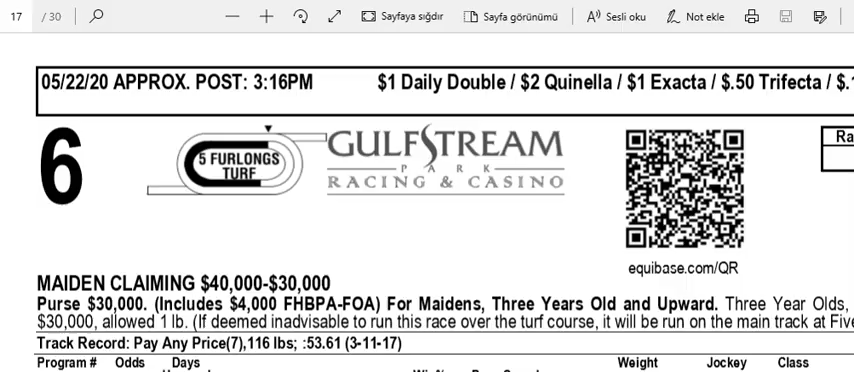 17 / 30 Sayfaya sığdır Sayfa görünümü Sesli oku Not ekle
05/22/20 APPROX. POST: 3:16PM $1 Daily Double / $2 Quinella / $1 Exacta / $.50 Trifecta / $.
6
5 FURLONGS
TURF
GULFSTREAM
PARK
RACING & CASINO
Ra
equibase.com/QR
MAIDEN CLAIMING $40,000-$30,000
Purse $30,000. (Includes $4,000 FHBPA-FOA) For Maidens, Three Years Old and Upward. Three Year Olds,
$30,000, allowed 1 lb. (If deemed inadvisable to run this race over the turf course, it will be run on the main track at Five
Track Record: Pay Any Price(7),116 lbs; :53.61 (3-11-17)
Program # Odds Days Weight Jockey Class